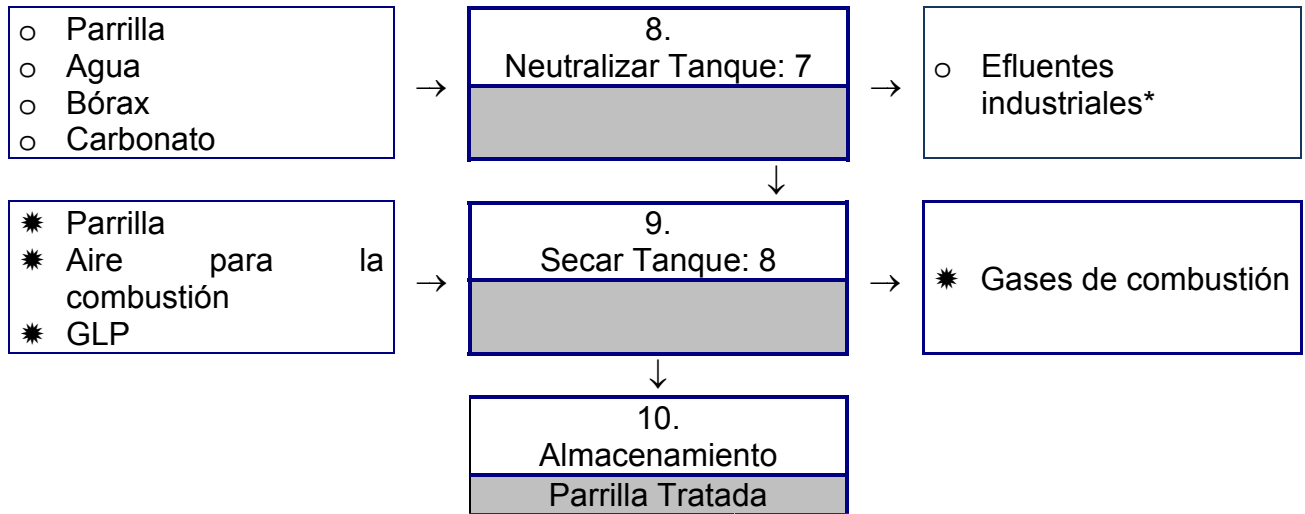 o Parrilla
o Agua
o Bórax
o Carbonato
→
8.
Neutralizar Tanque: 7
→
o Efluentes
industriales*
↓
✹ Parrilla
✹ Aire para la
combustión
✹ GLP
→
9.
Secar Tanque: 8
→
✹ Gases de combustión
↓
10.
Almacenamiento
Parrilla Tratada